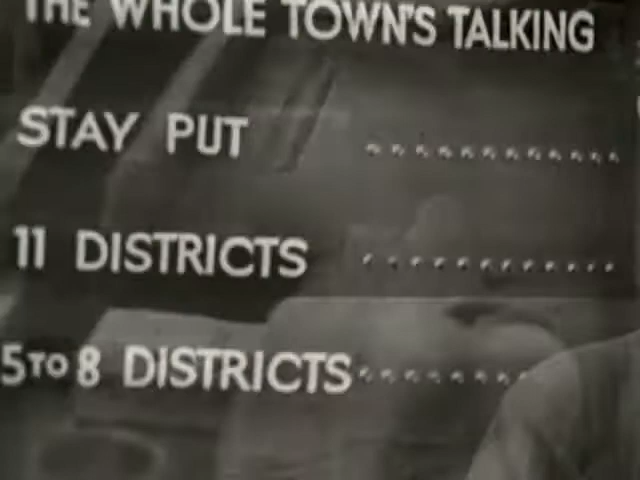 THE WHOLE TOWN'S TALKING
STAY PUT .............
11 DISTRICTS ............
5 TO 8 DISTRICTS ........